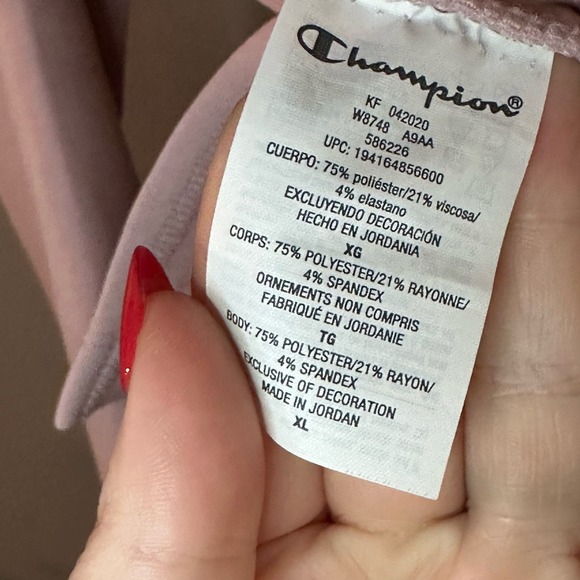 Champion®
KF 042020
W8748 A9AA
586226
UPC: 194164856600
CUERPO: 75% poliéster/21% viscosa/
4% elastano
EXCLUYENDO DECORACIÓN
HECHO EN JORDANIA
XG
CORPS: 75% POLYESTER/21% RAYONNE/
4% SPANDEX
ORNEMENTS NON COMPRIS
FABRIQUÉ EN JORDANIE
TG
BODY: 75% POLYESTER/21% RAYON/
4% SPANDEX
EXCLUSIVE OF DECORATION
MADE IN JORDAN
XL